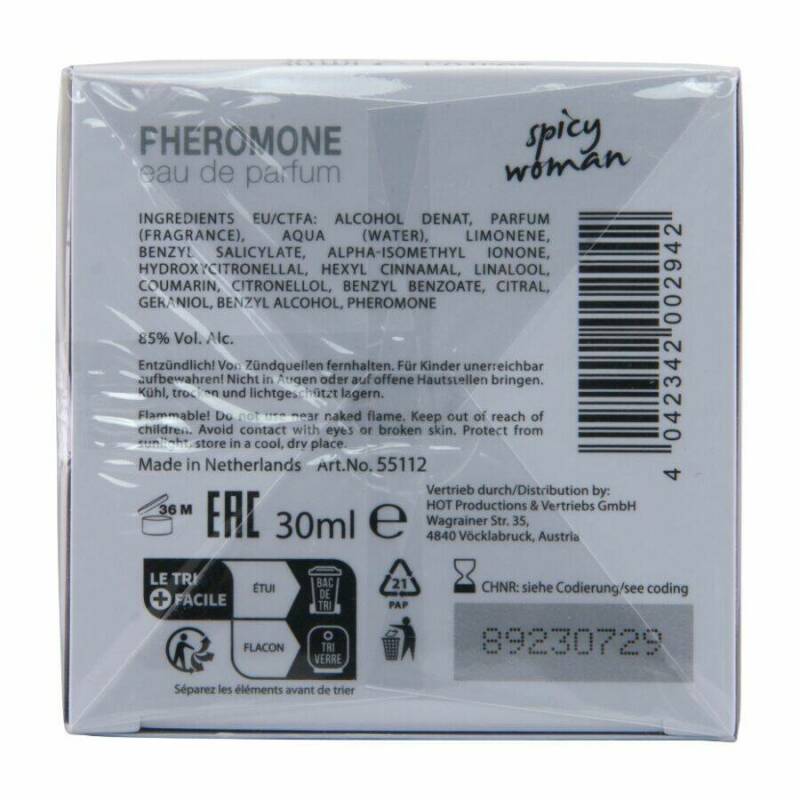 PHEROMONE
eau de parfum
spicy
woman
INGREDIENTS EU/CTFA: ALCOHOL DENAT, PARFUM
(FRAGRANCE), AQUA (WATER), LIMONENE,
BENZYL SALICYLATE, ALPHA-ISOMETHYL IONONE,
HYDROXYCITRONELLAL, HEXYL CINNAMAL, LINALOOL,
COUMARIN, CITRONELLOL, BENZYL BENZOATE, CITRAL,
GERANIOL, BENZYL ALCOHOL, PHEROMONE
85% Vol. Alc.
Entzündlich! Von Zündquellen fernhalten. Für Kinder unerreichbar
aufbewahren! Nicht in Augen oder auf offene Hautstellen bringen.
Kühl, trocken und lichtgeschützt lagern.
Flammable! Do not use near naked flame. Keep out of reach of
children. Avoid contact with eyes or broken skin. Protect from
sunlight, store in a cool, dry place.
Made in Netherlands Art.No. 55112
4 042342 002942
36 M
EAC
30ml e
Vertrieb durch/Distribution by:
HOT Productions & Vertriebs GmbH
Wagrainer Str. 35,
4840 Vöcklabruck, Austria
LE TRI
+ FACILE
ÉTUI
BAC
DE
TRI
FLACON
TRI
VERRE
Séparez les éléments avant de trier
21
PAP
CHNR: siehe Codierung/see coding
89230729